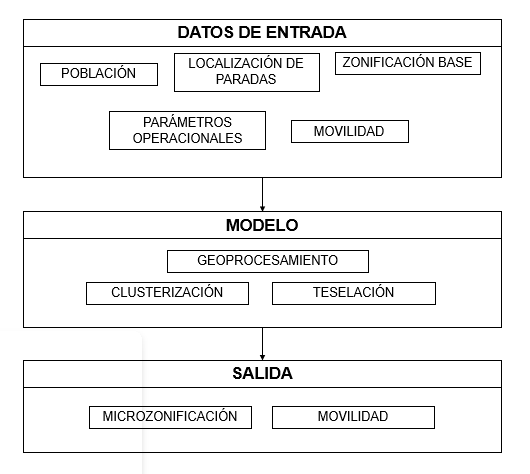 DATOS DE ENTRADA
POBLACIÓN
LOCALIZACIÓN DE
PARADAS
ZONIFICACIÓN BASE
PARÁMETROS
OPERACIONALES
MOVILIDAD
MODELO
GEOPROCESAMIENTO
CLUSTERIZACIÓN
TESELACIÓN
SALIDA
MICROZONIFICACIÓN
MOVILIDAD